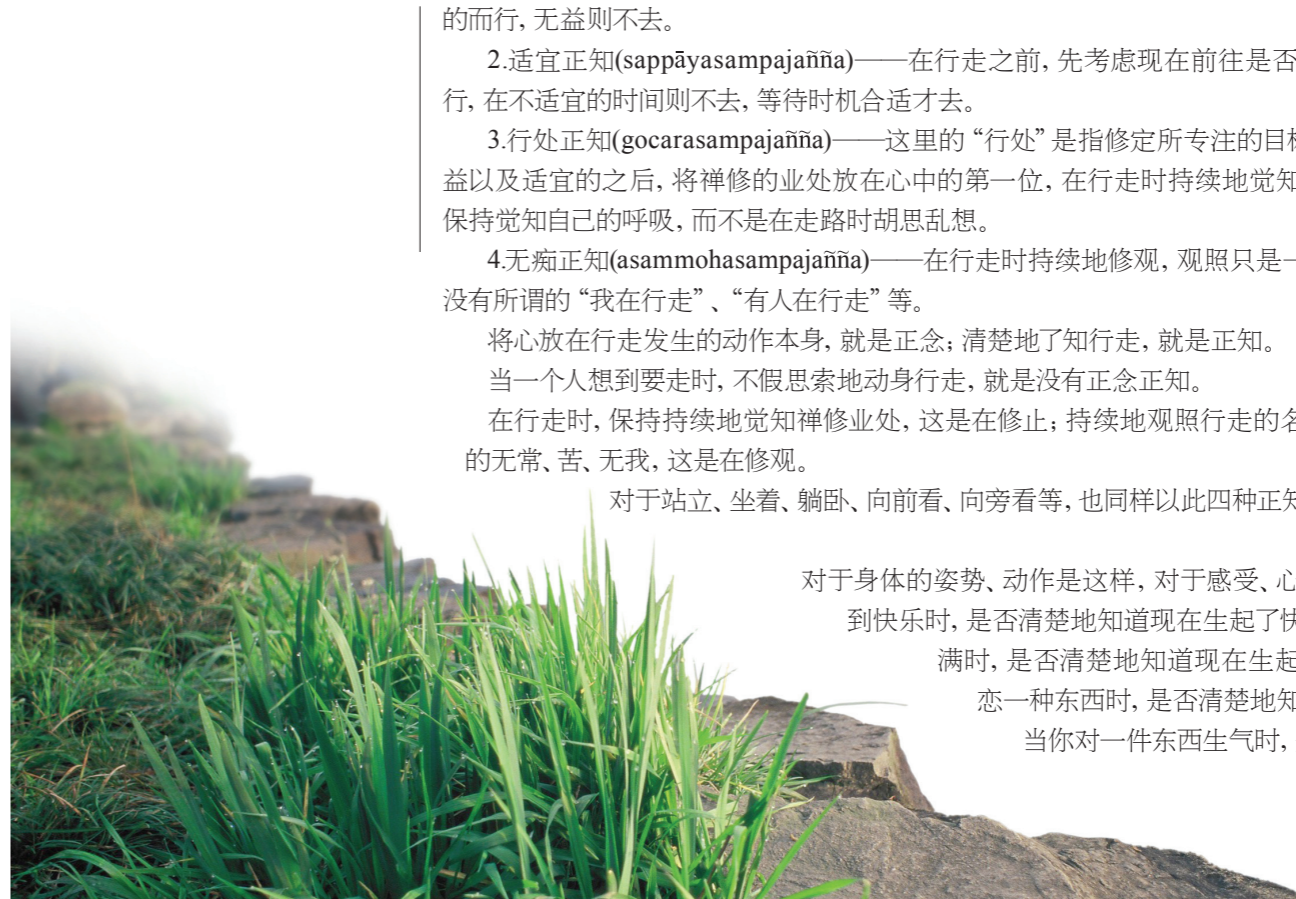 的而行, 无益则不去。
2.适宜正知(sappāyasampajañña)——在行走之前, 先考虑现在前往是否
行, 在不适宜的时间则不去, 等待时机合适才去。
3.行处正知(gocarasampajañña)——这里的“行处”是指修定所专注的目标
益以及适宜的之后, 将禅修的业处放在心中的第一位, 在行走时持续地觉知
保持觉知自己的呼吸, 而不是在走路时胡思乱想。
4.无痴正知(asammohasampajañña)——在行走时持续地修观, 观照只是一
没有所谓的“我在行走”、“有人在行走”等。
将心放在行走发生的动作本身, 就是正念; 清楚地了知行走, 就是正知。
当一个人想到要走时, 不假思索地动身行走, 就是没有正念正知。
在行走时, 保持持续地觉知禅修业处, 这是在修止; 持续地观照行走的名
的无常、苦、无我, 这是在修观。
对于站立、坐着、躺卧、向前看、向旁看等, 也同样以此四种正知
对于身体的姿势、动作是这样, 对于感受、心
到快乐时, 是否清楚地知道现在生起了快
满时, 是否清楚地知道现在生起
恋一种东西时, 是否清楚地知
当你对一件东西生气时,